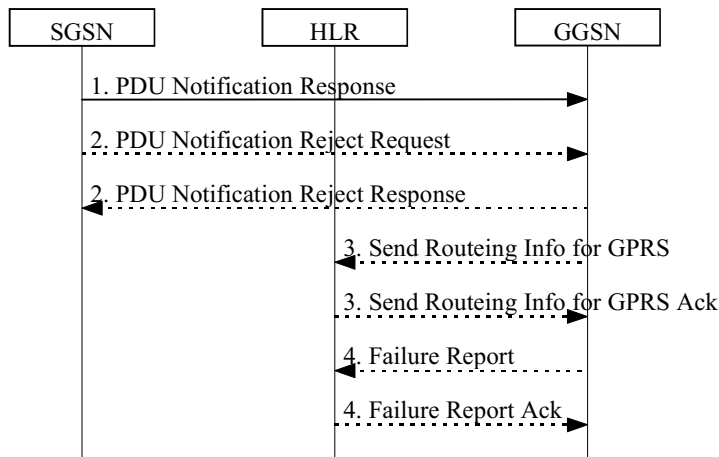 SGSN HLR GGSN
1. PDU Notification Response
2. PDU Notification Reject Request
2. PDU Notification Reject Response
3. Send Routeing Info for GPRS
3. Send Routeing Info for GPRS Ack
4. Failure Report
4. Failure Report Ack